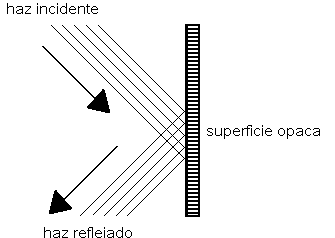 haz incidente
superficie opaca
haz reflejado